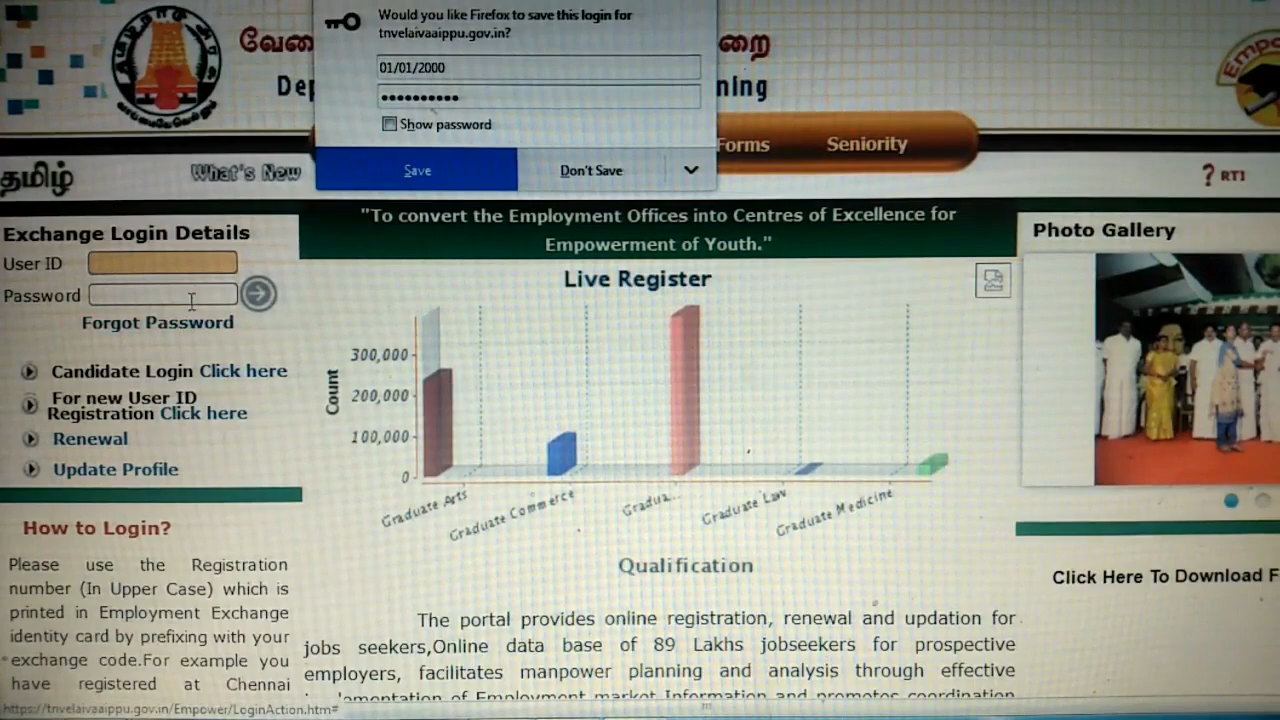 Would you like Firefox to save this login for
tnvelaivaaippu.gov.in?
01/01/2000
••••••••••
Show password
Save
Don't Save
வேலை
றை
Dep
ning
Forms
Seniority
தமிழ்
What's New
? RTI
"To convert the Employment Offices into Centres of Excellence for
Empowerment of Youth."
Exchange Login Details
User ID
Password
Forgot Password
Candidate Login Click here
For new User ID
Registration Click here
Renewal
Update Profile
How to Login?
Please use the Registration
number (In Upper Case) which is
printed in Employment Exchange
identity card by prefixing with your
exchange code.For example you
have registered at Chennai
https://tnvelaivaaippu.gov.in/Empower/LoginAction.htm#
Live Register
Count
300,000
200,000
100,000
0
Graduate Arts
Graduate Commerce
Gradua...
Graduate Law
Graduate Medicine
Qualification
The portal provides online registration, renewal and updation for
jobs seekers,Online data base of 89 Lakhs jobseekers for prospective
employers, facilitates manpower planning and analysis through effective
of Employment market Information and promotes coordination
Photo Gallery
Click Here To Download F